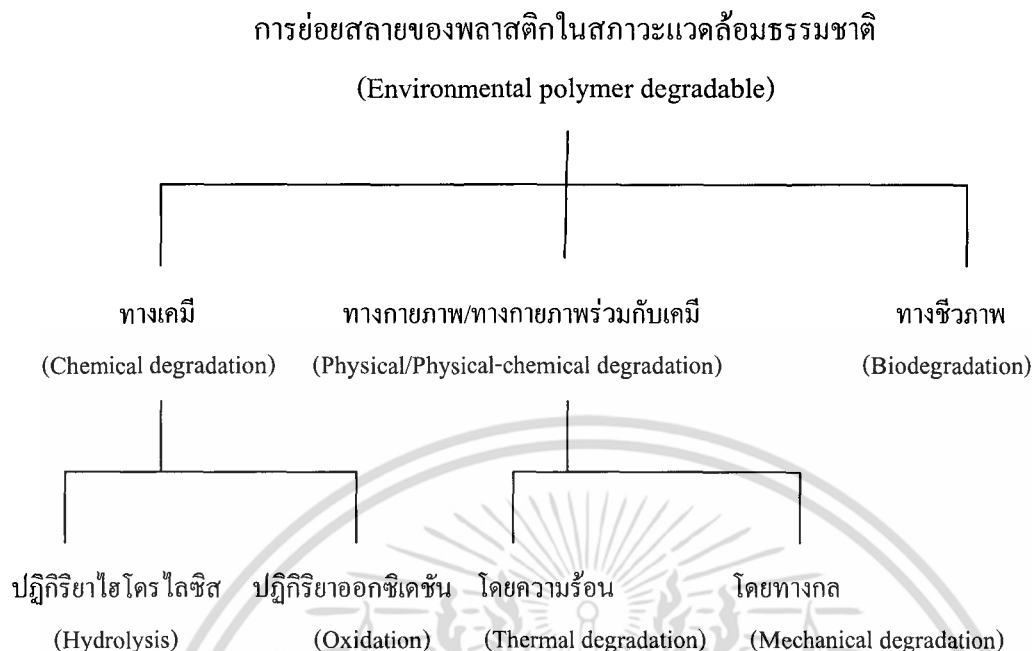 การย่อยสลายของพลาสติกในสภาวะแวดล้อมธรรมชาติ
(Environmental polymer degradable)
ทางเคมี ทางกายภาพ/ทางกายภาพร่วมกับเคมี ทางชีวภาพ
(Chemical degradation) (Physical/Physical-chemical degradation) (Biodegradation)
ปฏิกิริยาไฮโดรไลซิส ปฏิกิริยาออกซิเดชัน โดยความร้อน โดยทางกล
(Hydrolysis) (Oxidation) (Thermal degradation) (Mechanical degradation)